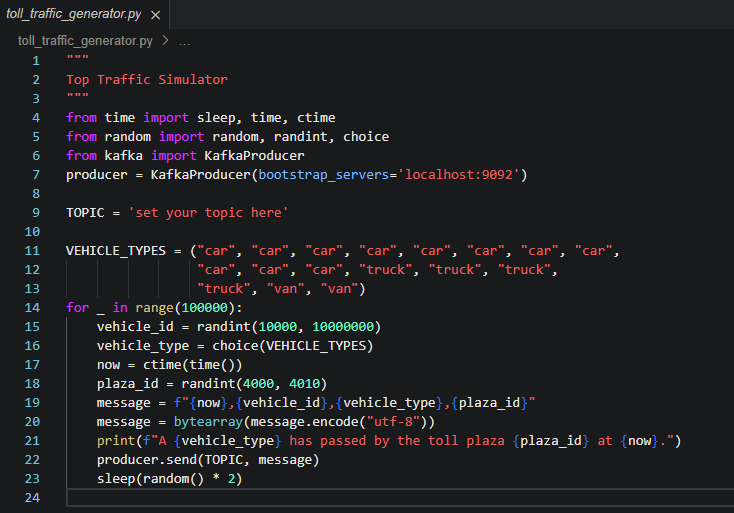 toll_traffic_generator.py ×
toll_traffic_generator.py > ...
1 """
2 Top Traffic Simulator
3 """
4 from time import sleep, time, ctime
5 from random import random, randint, choice
6 from kafka import KafkaProducer
7 producer = KafkaProducer(bootstrap_servers='localhost:9092')
8
9 TOPIC = 'set your topic here'
10
11 VEHICLE_TYPES = ("car", "car", "car", "car", "car", "car", "car", "car",
12                  "car", "car", "car", "truck", "truck", "truck",
13                  "truck", "van", "van")
14 for _ in range(100000):
15     vehicle_id = randint(10000, 10000000)
16     vehicle_type = choice(VEHICLE_TYPES)
17     now = ctime(time())
18     plaza_id = randint(4000, 4010)
19     message = f"{now},{vehicle_id},{vehicle_type},{plaza_id}"
20     message = bytearray(message.encode("utf-8"))
21     print(f"A {vehicle_type} has passed by the toll plaza {plaza_id} at {now}.")
22     producer.send(TOPIC, message)
23     sleep(random() * 2)
24